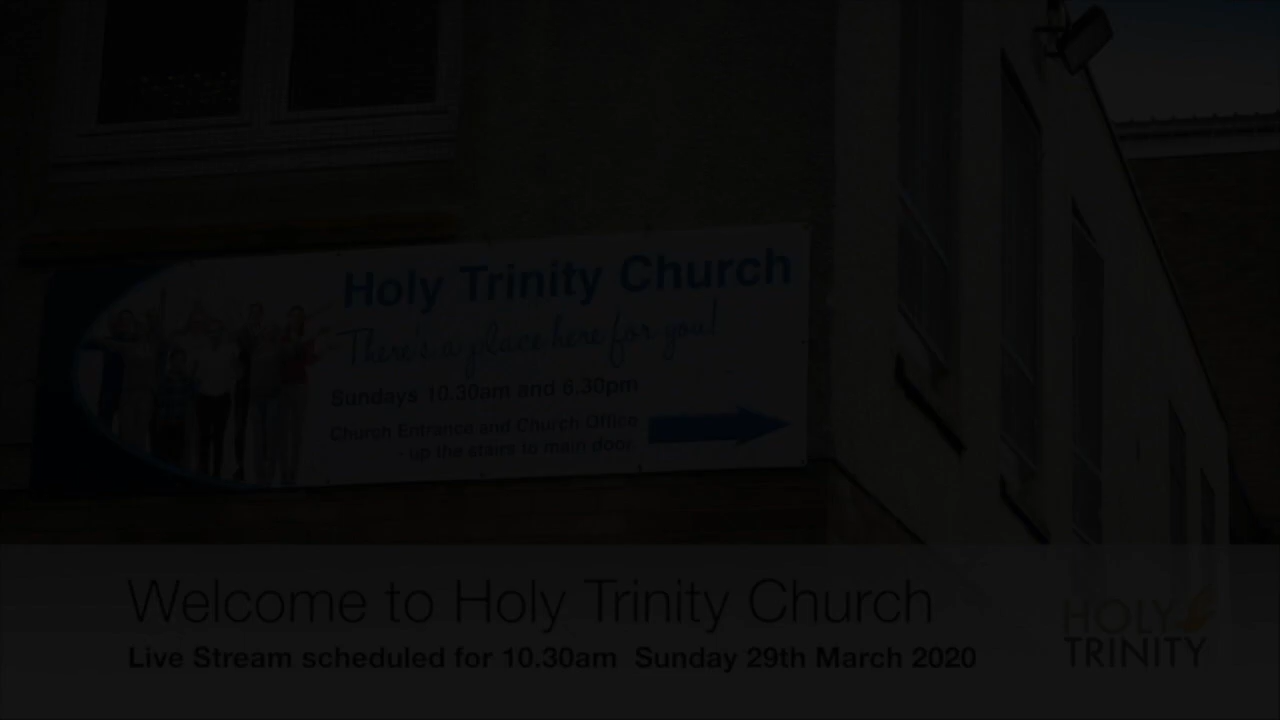 Holy Trinity Church
There's a place here for you!
Sundays 10.30am and 6.30pm
Church Entrance and Church Office
- up the stairs to main door
Welcome to Holy Trinity Church
Live Stream scheduled for 10.30am Sunday 29th March 2020
HOLY
TRINITY